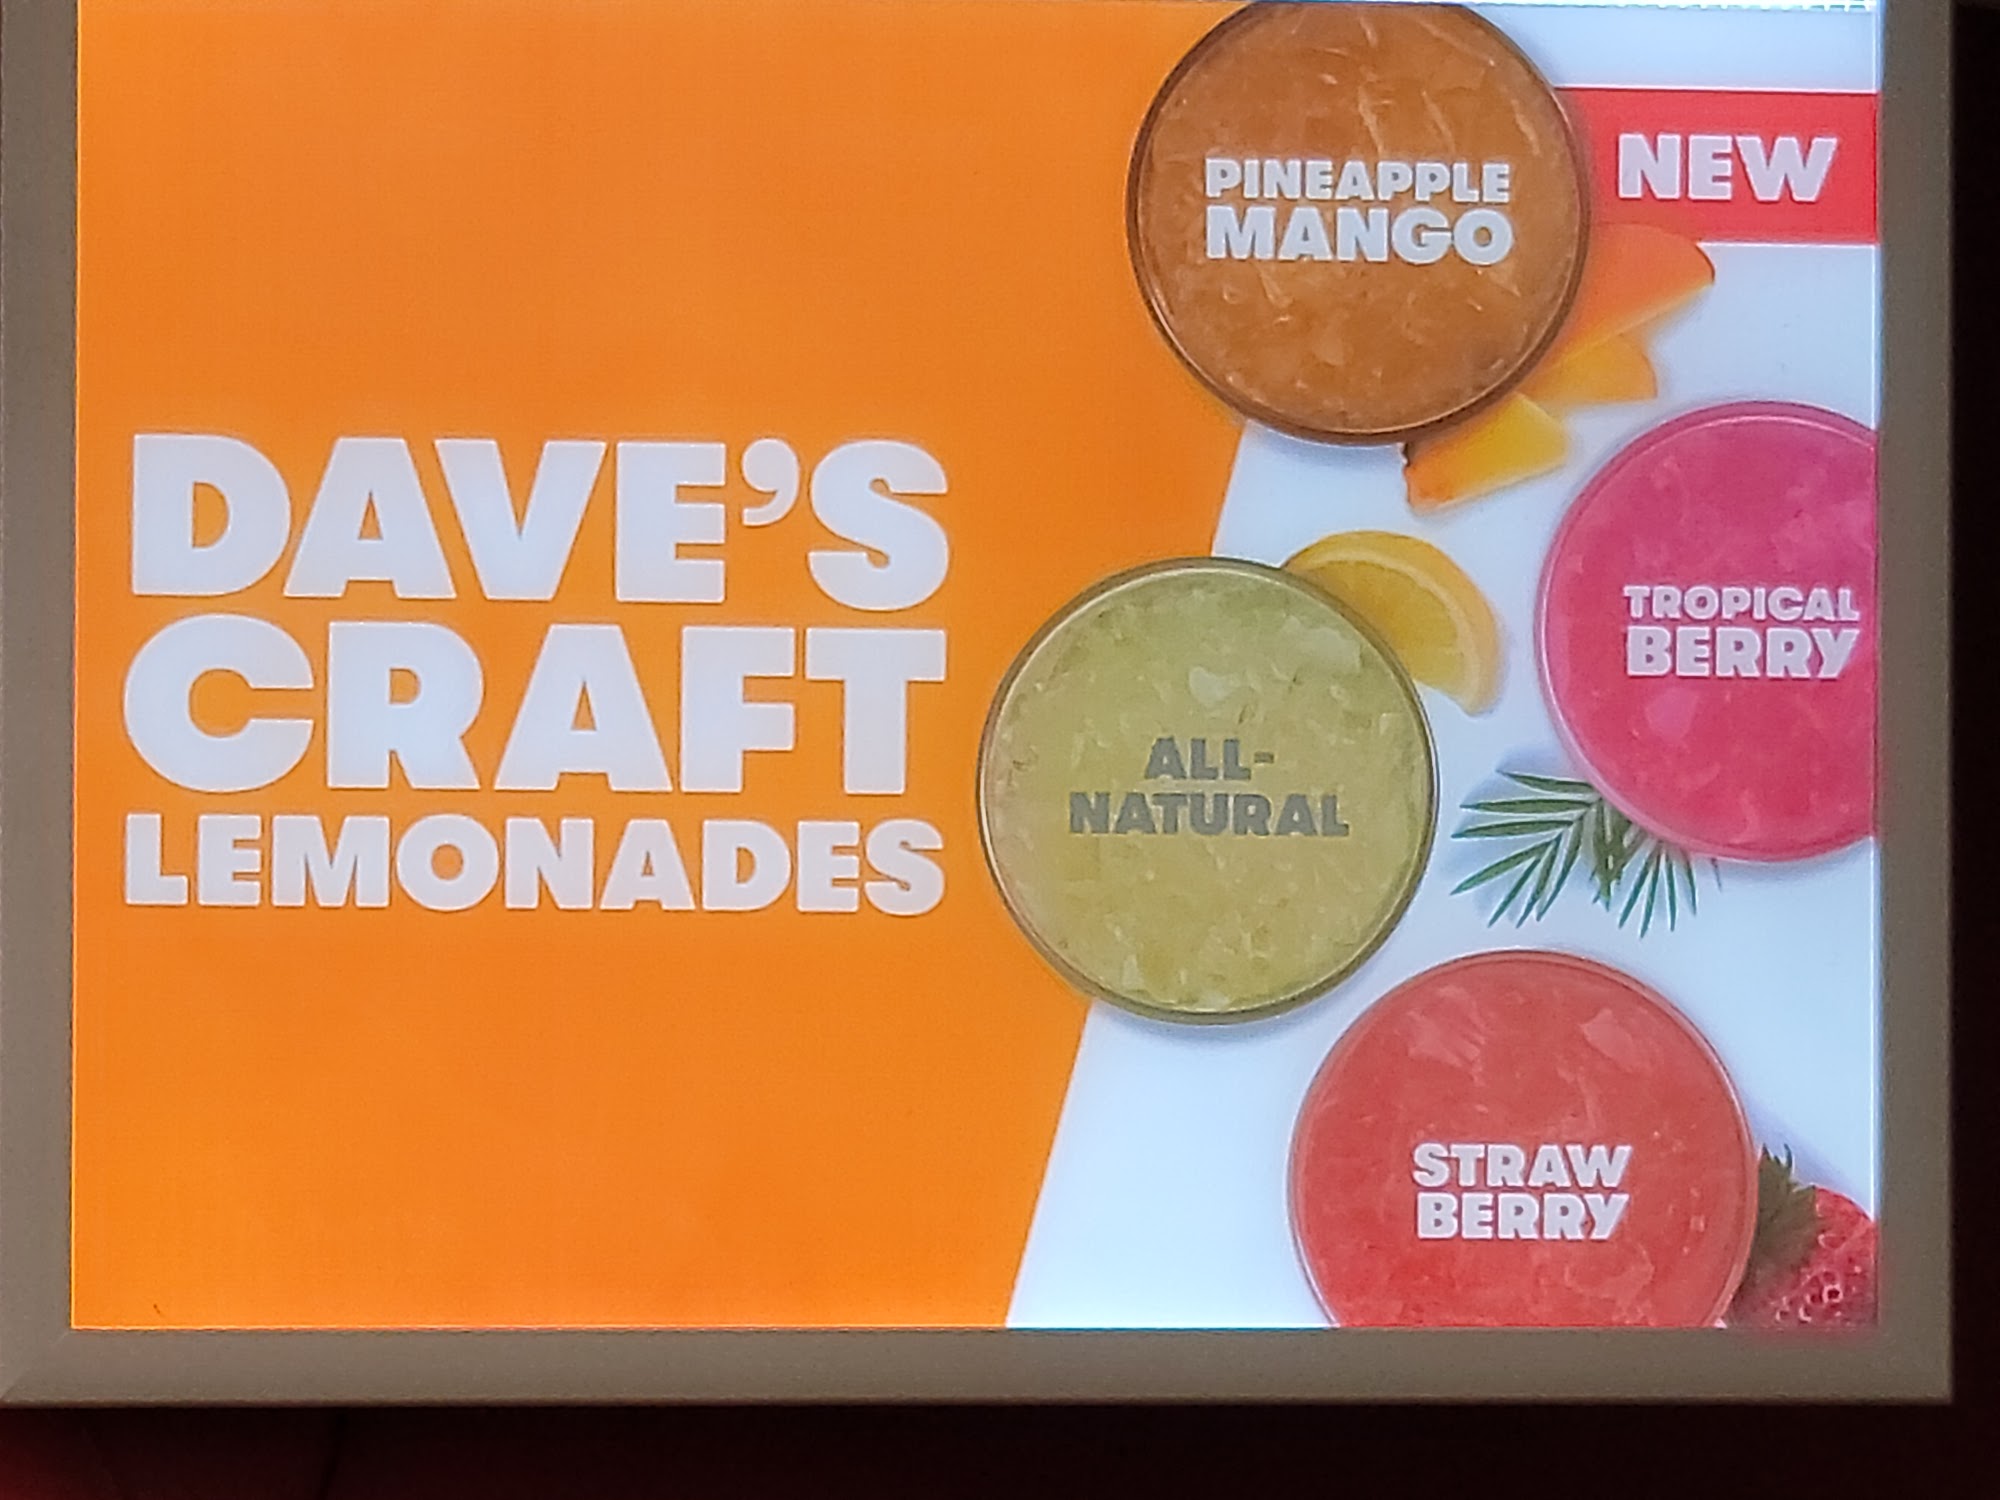 DAVE'S
CRAFT
LEMONADES
PINEAPPLE
MANGO
NEW
TROPICAL
BERRY
ALL-
NATURAL
STRAW
BERRY